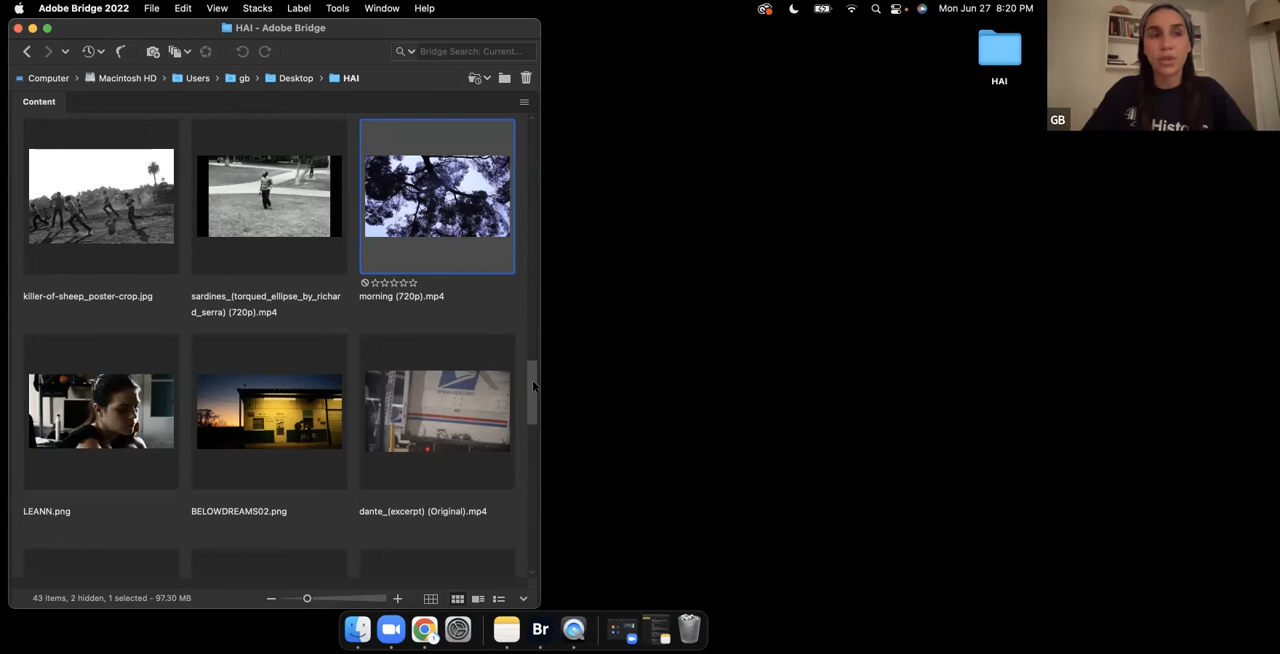 Adobe Bridge 2022 File Edit View Stacks Label Tools Window Help Mon Jun 27 8:20 PM
HAI - Adobe Bridge
Bridge Search: Current...
Computer Macintosh HD Users gb Desktop HAI
Content
killer-of-sheep_poster-crop.jpg
sardines_(torqued_ellipse_by_richar
d_serra) (720p).mp4
morning (720p).mp4
LEANN.png
BELOWDREAMS02.png
dante_(excerpt) (Original).mp4
43 items, 2 hidden, 1 selected - 97.30 MB
HAI
GB
Histo
Br